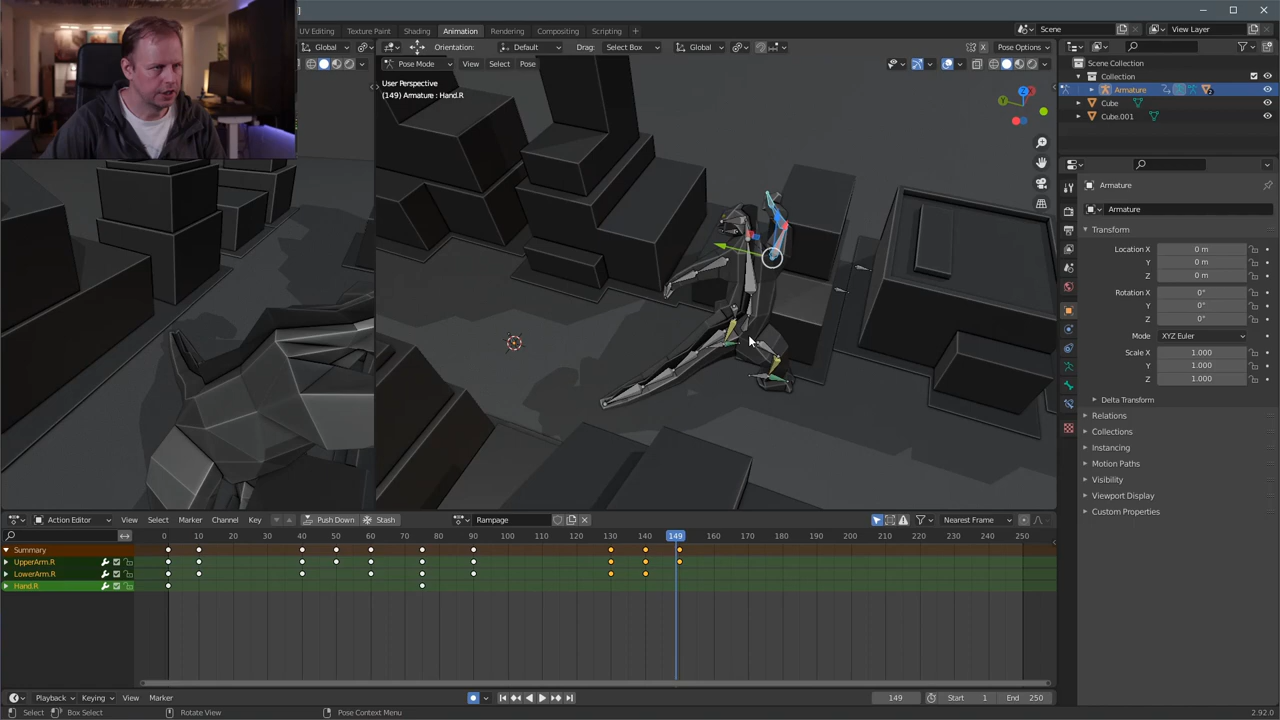 UV Editing Texture Paint Shading Animation Rendering Compositing Scripting + Scene View Layer
Global Orientation: Default Drag: Select Box Global Pose Options
Pose Mode View Select Pose
User Perspective
(149) Armature : Hand.R
Scene Collection
Collection
Armature
Cube
Cube.001
Armature
Armature
Transform
Location X 0 m
Y 0 m
Z 0 m
Rotation X 0°
Y 0°
Z 0°
Mode XYZ Euler
Scale X 1.000
Y 1.000
Z 1.000
Delta Transform
Relations
Collections
Instancing
Motion Paths
Visibility
Viewport Display
Custom Properties
Action Editor View Select Marker Channel Key Push Down Stash Rampage Nearest Frame
0 10 20 30 40 50 60 70 80 90 100 110 120 130 140 149 160 170 180 190 200 210 220 230 240 250
Summary
UpperArm.R
LowerArm.R
Hand.R
Playback Keying View Marker 149 Start 1 End 250
Select Box Select Rotate View Pose Context Menu 2.92.0